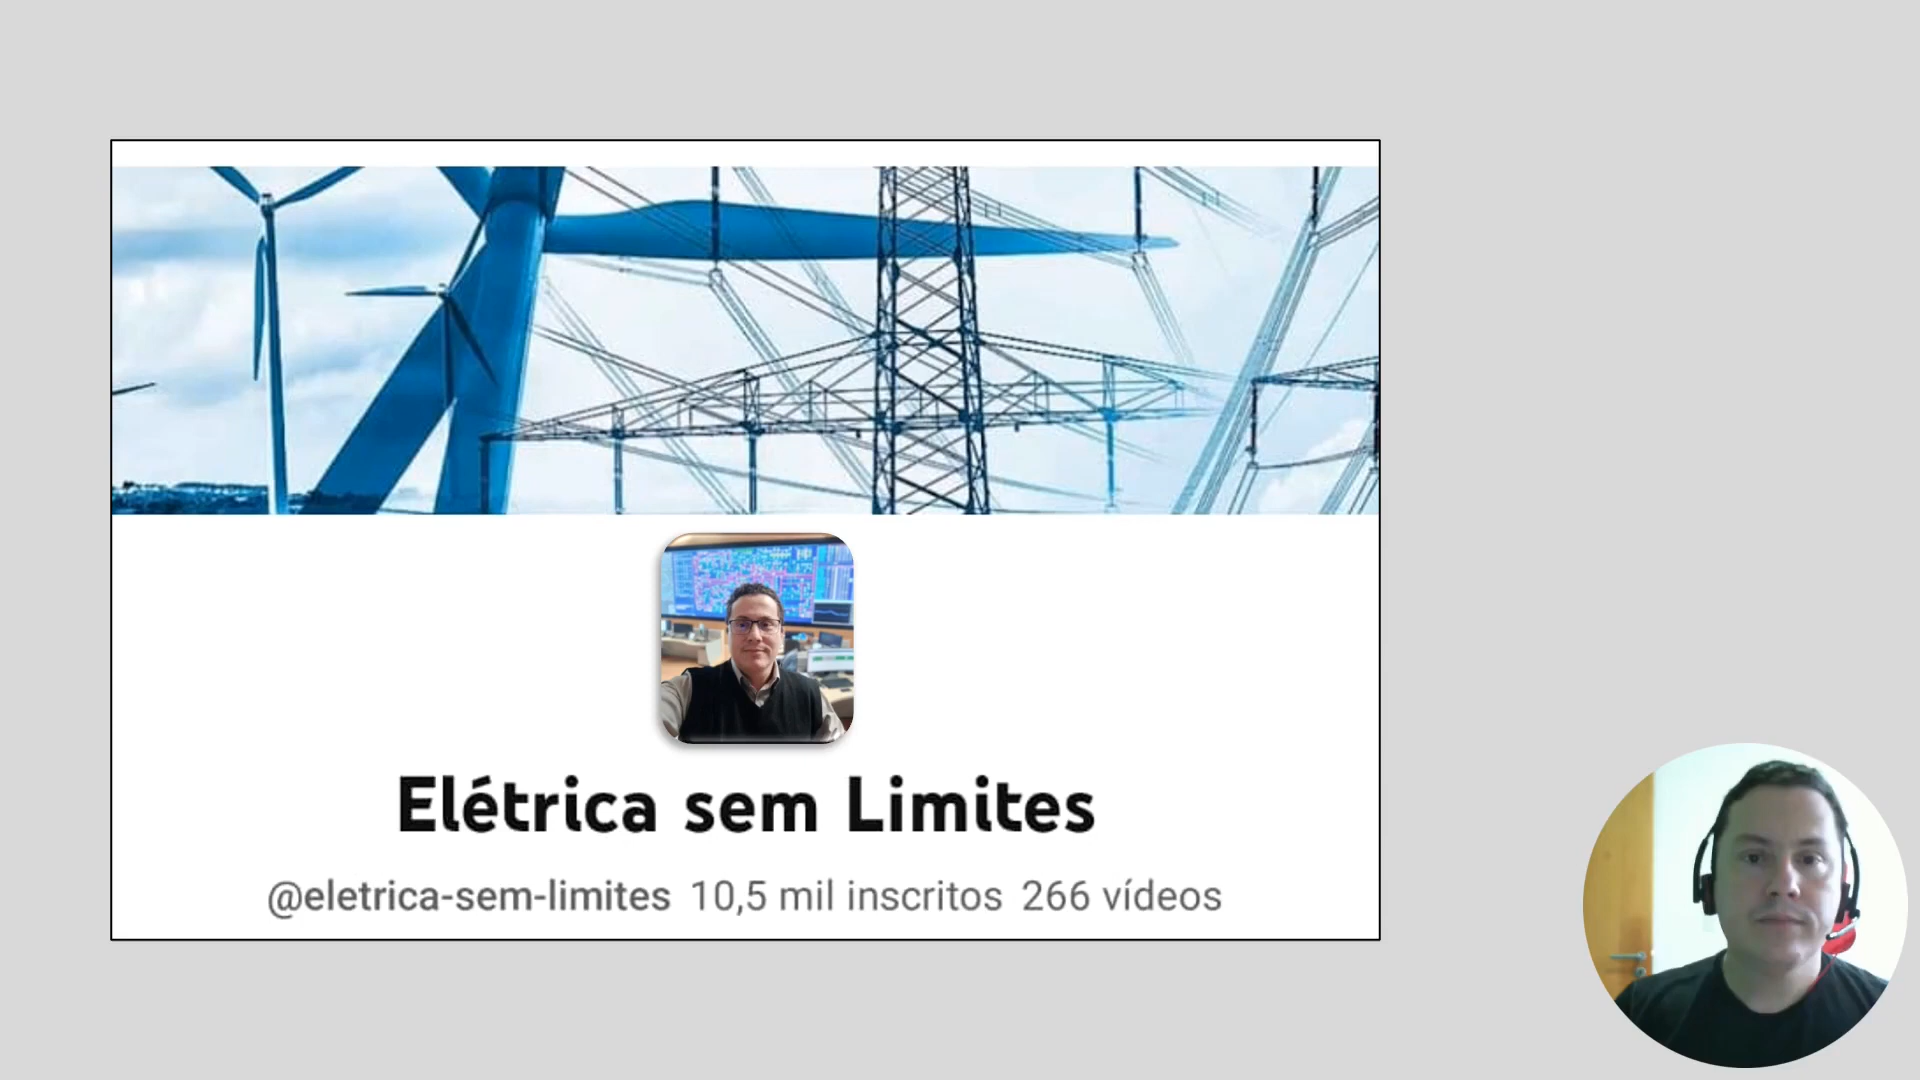 Elétrica sem Limites
@eletrica-sem-limites 10,5 mil inscritos 266 vídeos